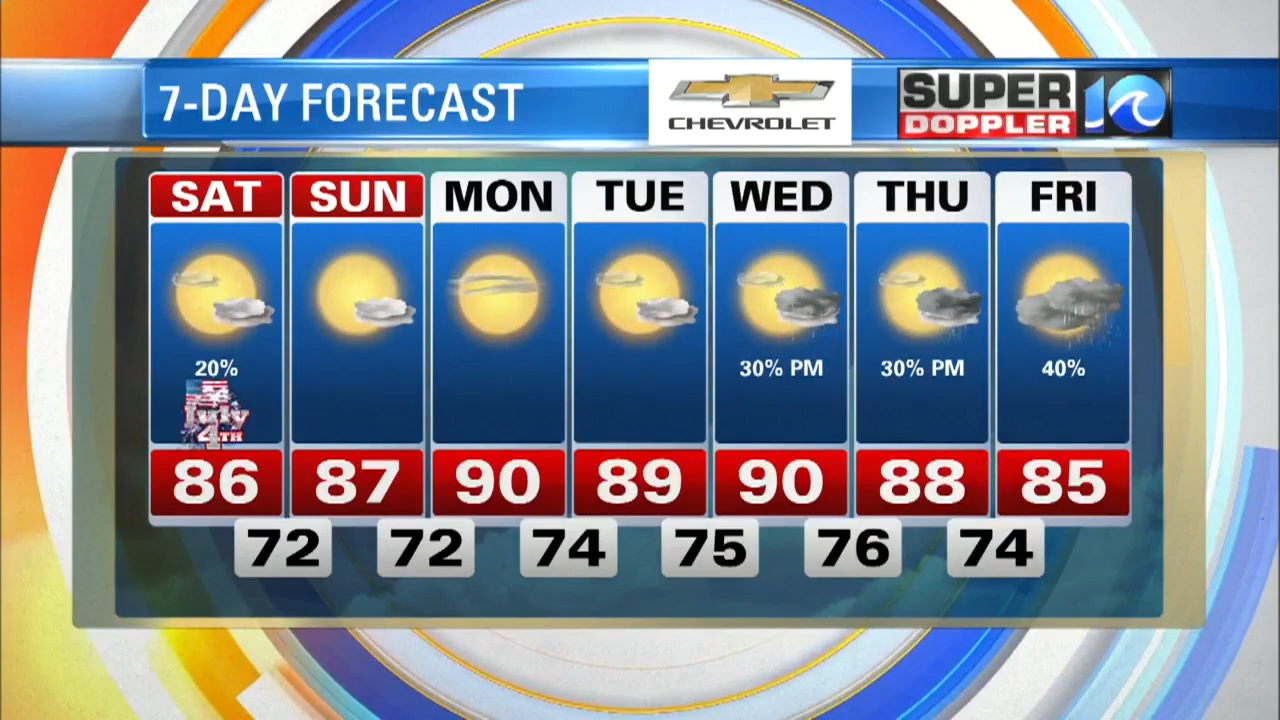 7-DAY FORECAST
CHEVROLET
SUPER
DOPPLER
10
SAT SUN MON TUE WED THU FRI
20% 30% PM 30% PM 40%
July
4TH
86 87 90 89 90 88 85
72 72 74 75 76 74